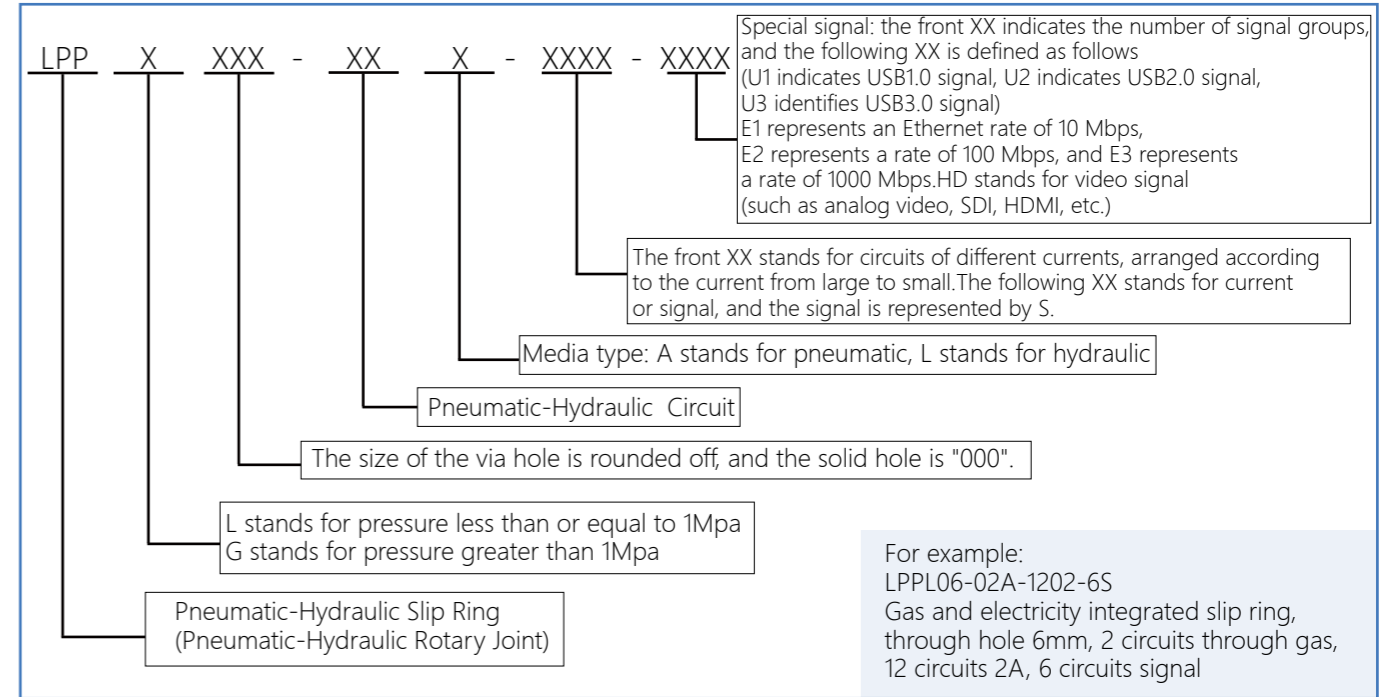 LPP X XXX - XX X - XXXX - XXXX
Special signal: the front XX indicates the number of signal groups,
and the following XX is defined as follows
(U1 indicates USB1.0 signal, U2 indicates USB2.0 signal,
U3 identifies USB3.0 signal)
E1 represents an Ethernet rate of 10 Mbps,
E2 represents a rate of 100 Mbps, and E3 represents
a rate of 1000 Mbps.HD stands for video signal
(such as analog video, SDI, HDMI, etc.)
The front XX stands for circuits of different currents, arranged according
to the current from large to small.The following XX stands for current
or signal, and the signal is represented by S.
Media type: A stands for pneumatic, L stands for hydraulic
Pneumatic-Hydraulic Circuit
The size of the via hole is rounded off, and the solid hole is "000".
L stands for pressure less than or equal to 1Mpa
G stands for pressure greater than 1Mpa
Pneumatic-Hydraulic Slip Ring
(Pneumatic-Hydraulic Rotary Joint)
For example:
LPPL06-02A-1202-6S
Gas and electricity integrated slip ring,
through hole 6mm, 2 circuits through gas,
12 circuits 2A, 6 circuits signal